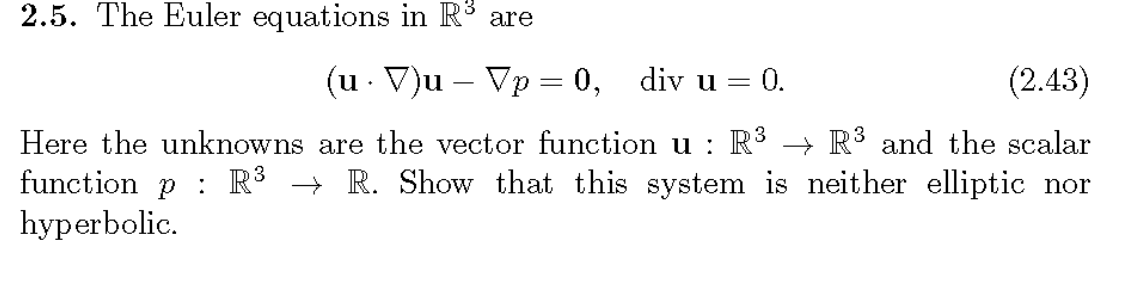 2.5. The Euler equations in ℝ³ are
(u · ∇)u − ∇p = 0, div u = 0. (2.43)
Here the unknowns are the vector function u : ℝ³ → ℝ³ and the scalar
function p : ℝ³ → ℝ. Show that this system is neither elliptic nor
hyperbolic.